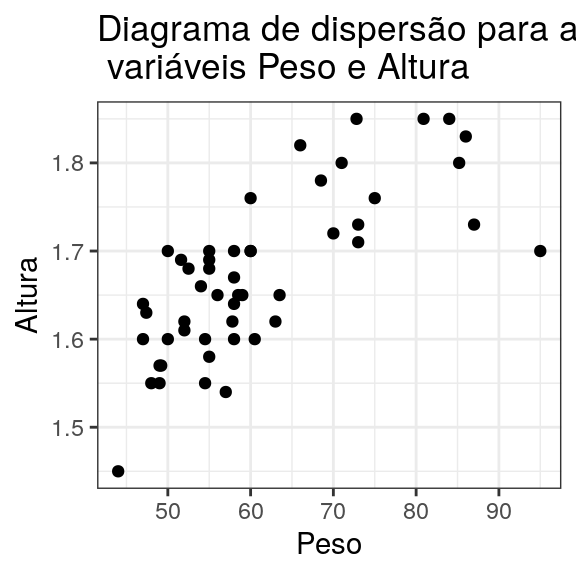 Diagrama de dispersão para a
variáveis Peso e Altura
1.8
1.7
1.6
1.5
Altura
50 60 70 80 90
Peso